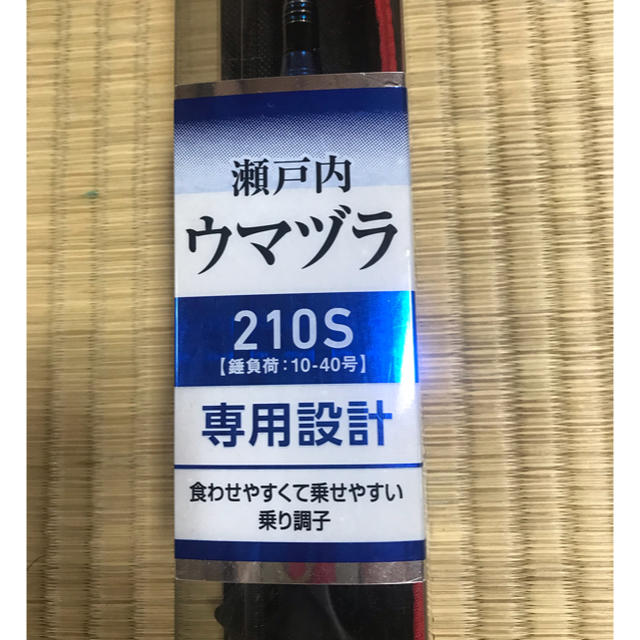 瀬戸内
ウマヅラ
210S
【錘負荷:10-40号】
専用設計
食わせやすくて乗せやすい
乗り調子